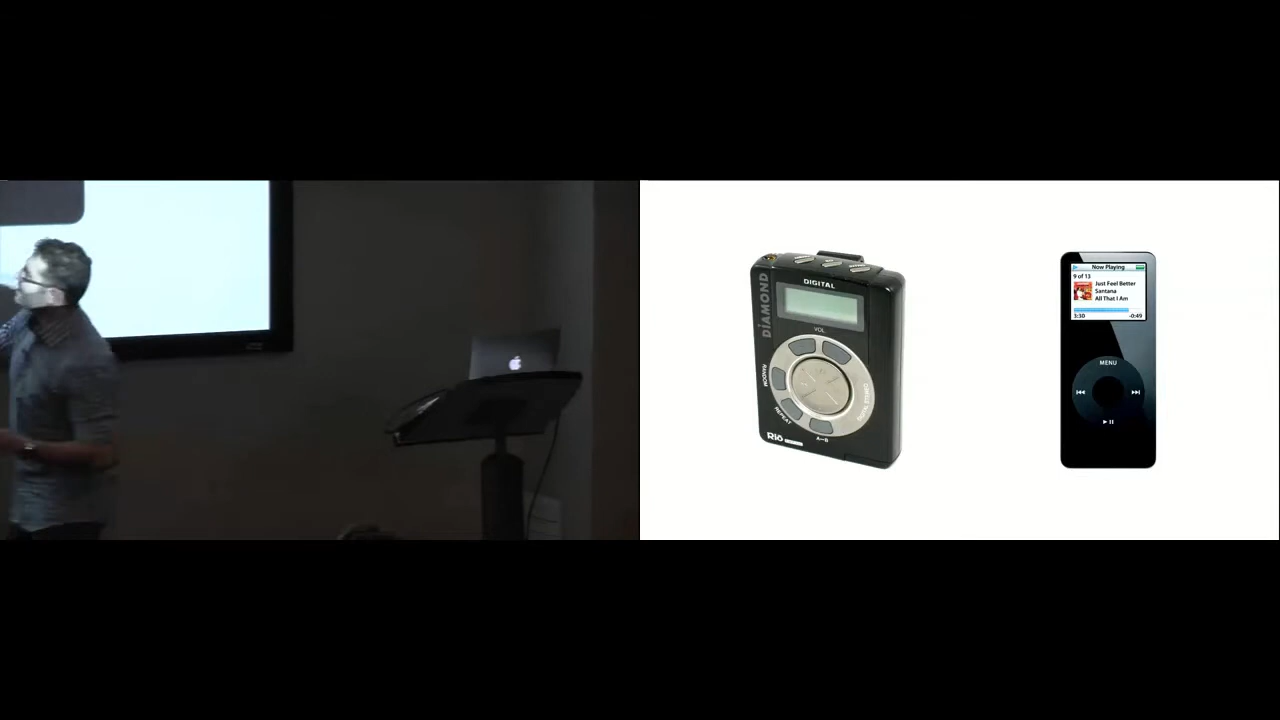 DIGITAL
DIAMOND
VOL
RANDOM
REPEAT
A—B
Rio
Now Playing
9 of 13
Just Feel Better
Santana
All That I Am
3:30
-0:49
MENU